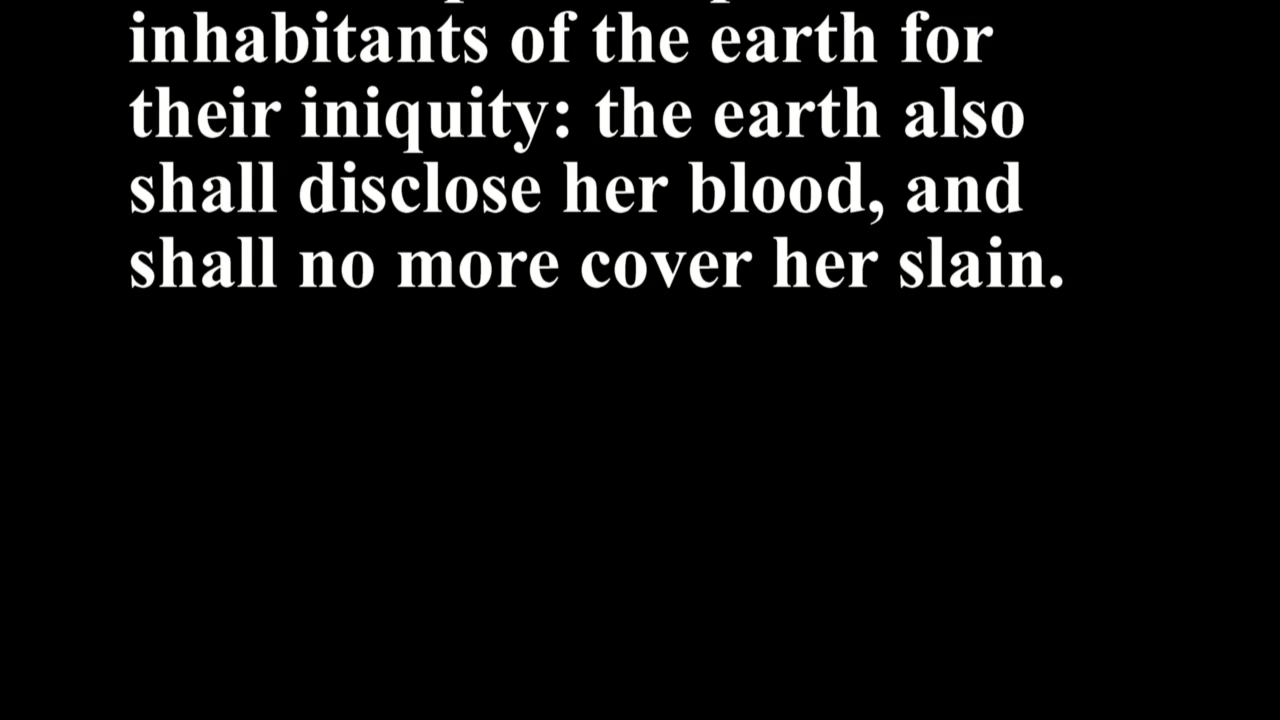 inhabitants of the earth for
their iniquity: the earth also
shall disclose her blood, and
shall no more cover her slain.